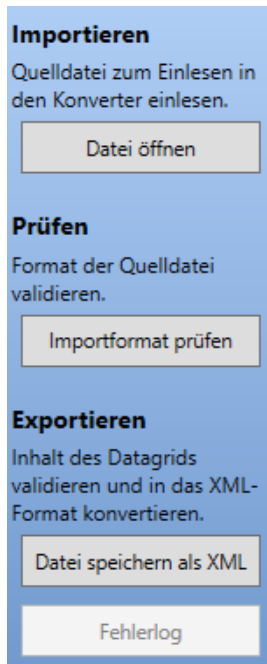 Importieren
Quelldatei zum Einlesen in
den Konverter einlesen.
Datei öffnen
Prüfen
Format der Quelldatei
validieren.
Importformat prüfen
Exportieren
Inhalt des Datagrids
validieren und in das XML-
Format konvertieren.
Datei speichern als XML
Fehlerlog